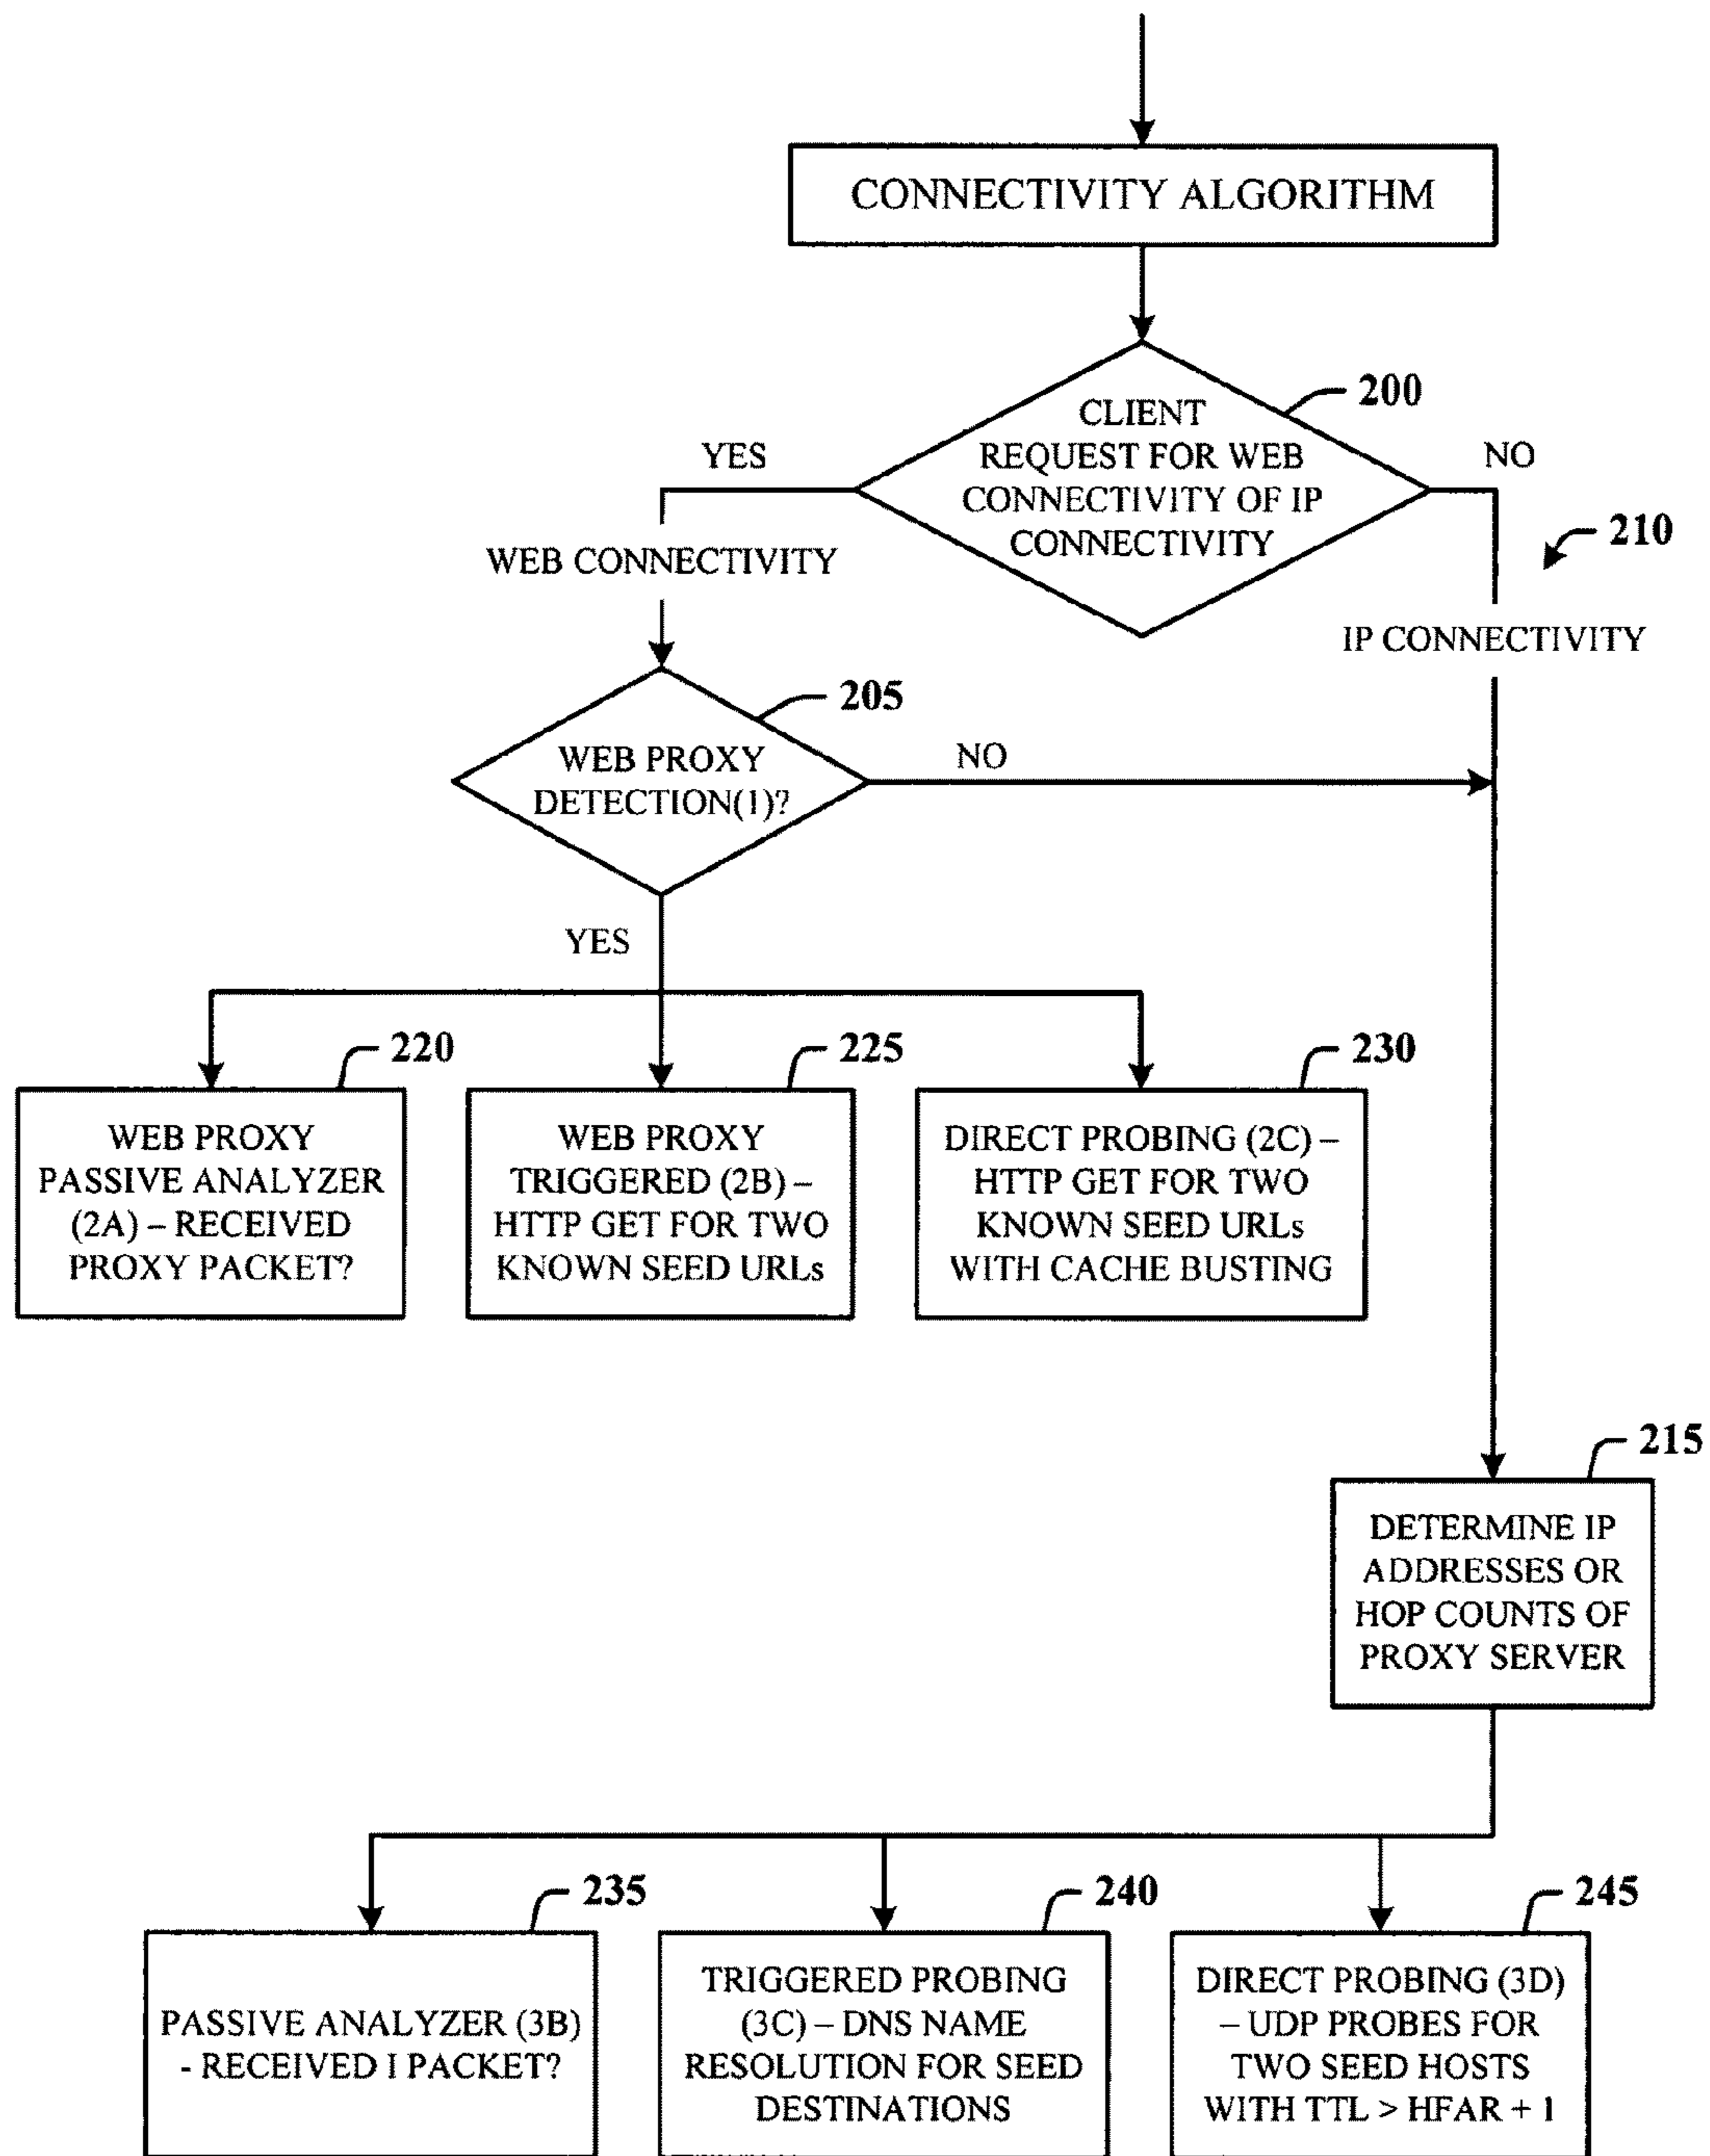 CONNECTIVITY ALGORITHM
200
CLIENT
REQUEST FOR WEB
CONNECTIVITY OF IP
CONNECTIVITY
YES
NO
210
WEB CONNECTIVITY
IP CONNECTIVITY
205
WEB PROXY
DETECTION(1)?
NO
YES
220
WEB PROXY
PASSIVE ANALYZER
(2A) – RECEIVED
PROXY PACKET?
225
WEB PROXY
TRIGGERED (2B) –
HTTP GET FOR TWO
KNOWN SEED URLs
230
DIRECT PROBING (2C) –
HTTP GET FOR TWO
KNOWN SEED URLs
WITH CACHE BUSTING
215
DETERMINE IP
ADDRESSES OR
HOP COUNTS OF
PROXY SERVER
235
PASSIVE ANALYZER (3B)
- RECEIVED I PACKET?
240
TRIGGERED PROBING
(3C) – DNS NAME
RESOLUTION FOR SEED
DESTINATIONS
245
DIRECT PROBING (3D)
– UDP PROBES FOR
TWO SEED HOSTS
WITH TTL > HFAR + 1